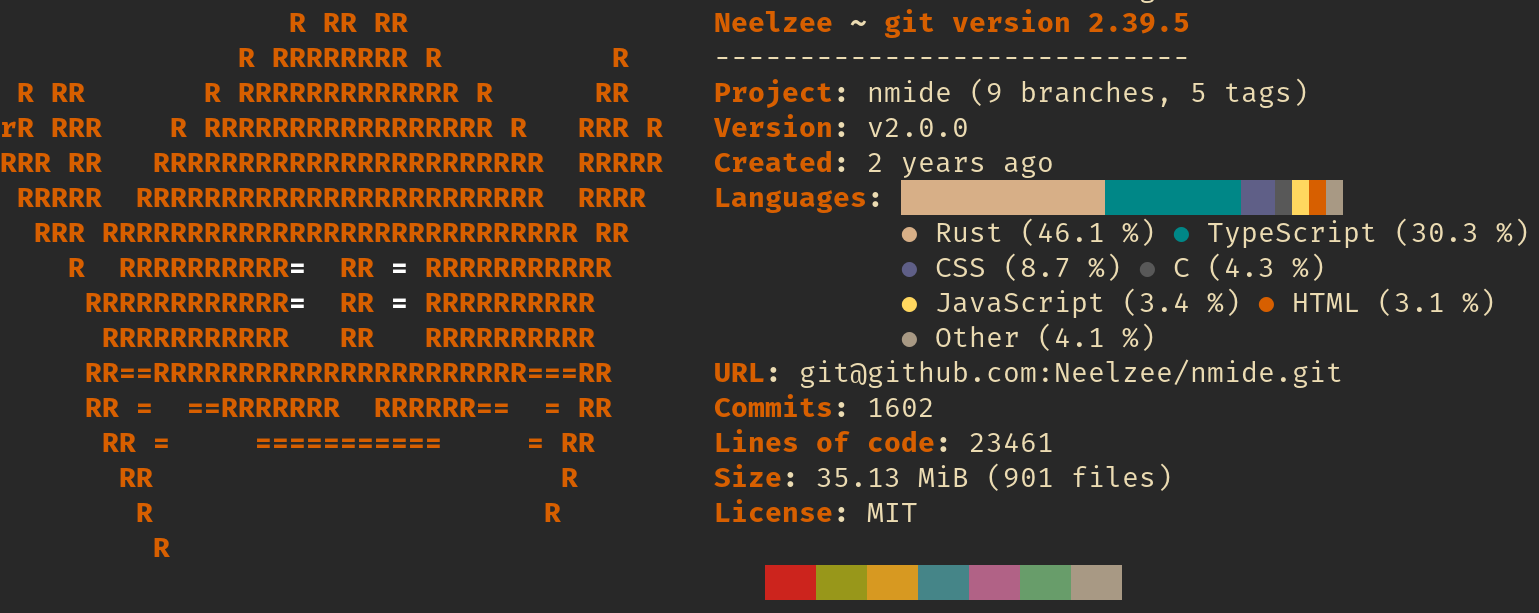 R RR RR                  Neelzee ~ git version 2.39.5
              R RRRRRRRR R          R     ----------------------------
 R RR       R RRRRRRRRRRRRR R      RR     Project: nmide (9 branches, 5 tags)
rR RRR    R RRRRRRRRRRRRRRRRR R   RRR R   Version: v2.0.0
RRR RR   RRRRRRRRRRRRRRRRRRRRRRR  RRRRR   Created: 2 years ago
 RRRRR  RRRRRRRRRRRRRRRRRRRRRRRR  RRRR    Languages:
  RRR RRRRRRRRRRRRRRRRRRRRRRRRRRRR RR     ● Rust (46.1 %) ● TypeScript (30.3 %)
    R  RRRRRRRRRR=  RR = RRRRRRRRRRR      ● CSS (8.7 %) ● C (4.3 %)
     RRRRRRRRRRRR=  RR = RRRRRRRRRR       ● JavaScript (3.4 %) ● HTML (3.1 %)
      RRRRRRRRRRR   RR   RRRRRRRRRR       ● Other (4.1 %)
     RR==RRRRRRRRRRRRRRRRRRRRRR===RR      URL: git@github.com:Neelzee/nmide.git
     RR =  ==RRRRRRR  RRRRRR==  = RR      Commits: 1602
      RR =     ===========     = RR       Lines of code: 23461
       RR                        R        Size: 35.13 MiB (901 files)
        R                       R         License: MIT
         R